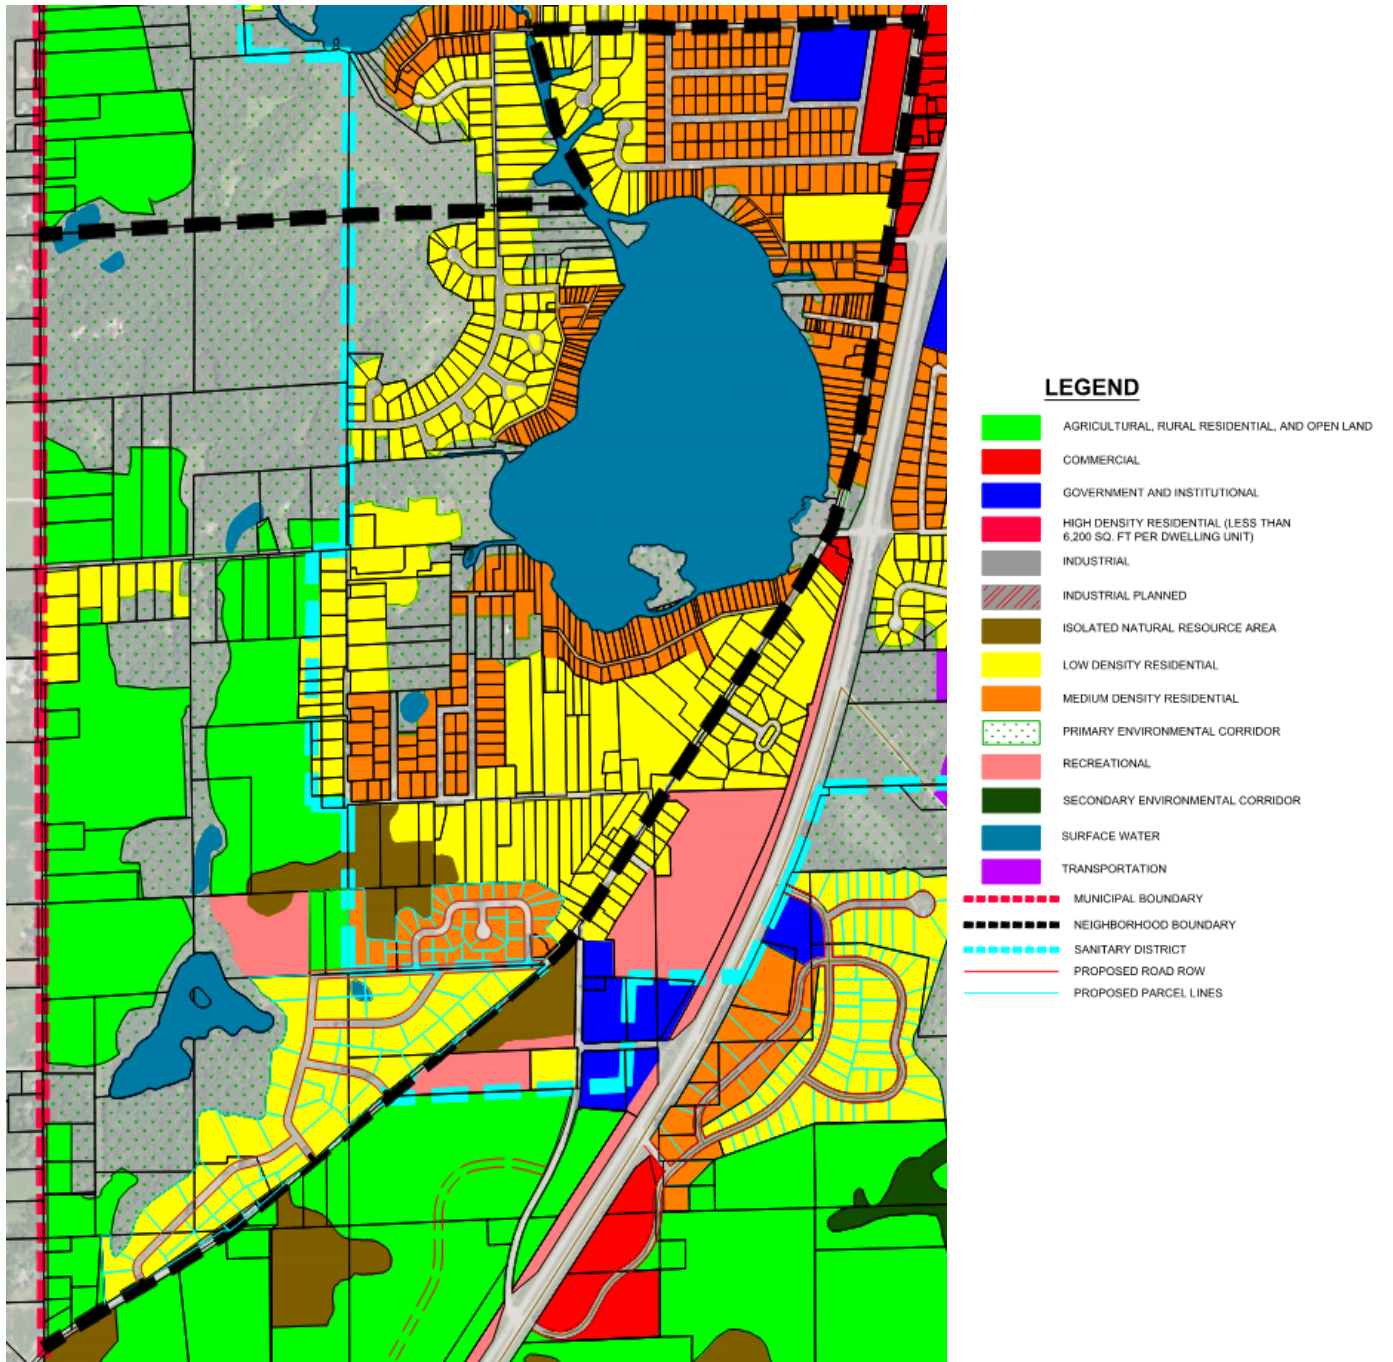 LEGEND
AGRICULTURAL, RURAL RESIDENTIAL, AND OPEN LAND
COMMERCIAL
GOVERNMENT AND INSTITUTIONAL
HIGH DENSITY RESIDENTIAL (LESS THAN
6,200 SQ. FT PER DWELLING UNIT)
INDUSTRIAL
INDUSTRIAL PLANNED
ISOLATED NATURAL RESOURCE AREA
LOW DENSITY RESIDENTIAL
MEDIUM DENSITY RESIDENTIAL
PRIMARY ENVIRONMENTAL CORRIDOR
RECREATIONAL
SECONDARY ENVIRONMENTAL CORRIDOR
SURFACE WATER
TRANSPORTATION
MUNICIPAL BOUNDARY
NEIGHBORHOOD BOUNDARY
SANITARY DISTRICT
PROPOSED ROAD ROW
PROPOSED PARCEL LINES